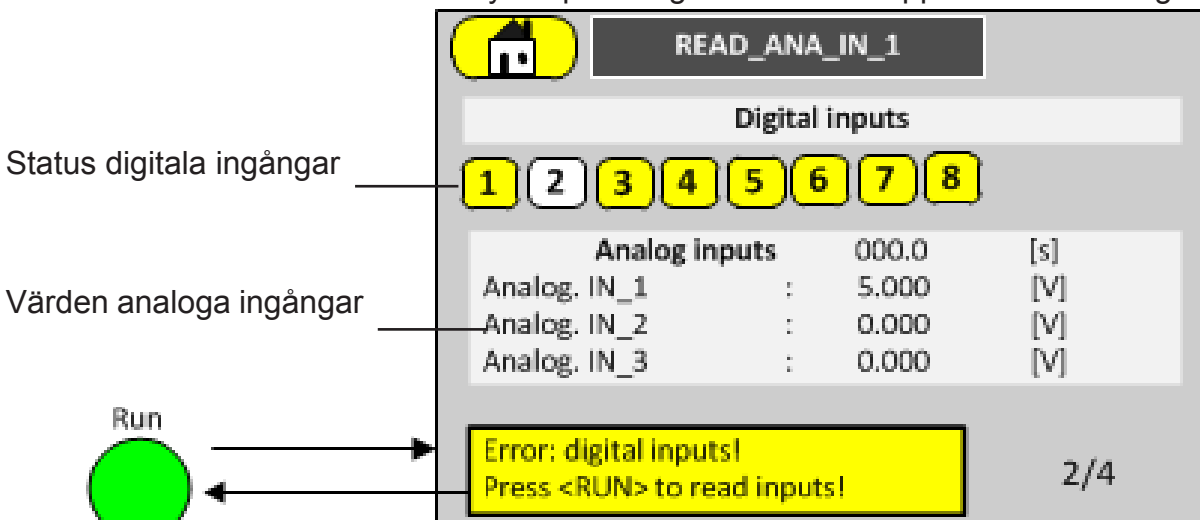 READ_ANA_IN_1
Digital inputs
Status digitala ingångar
1 2 3 4 5 6 7 8
Analog inputs 000.0 [s]
Analog. IN_1 : 5.000 [V]
Värden analoga ingångar
Analog. IN_2 : 0.000 [V]
Analog. IN_3 : 0.000 [V]
Run
Error: digital inputs!
Press <RUN> to read inputs!
2/4